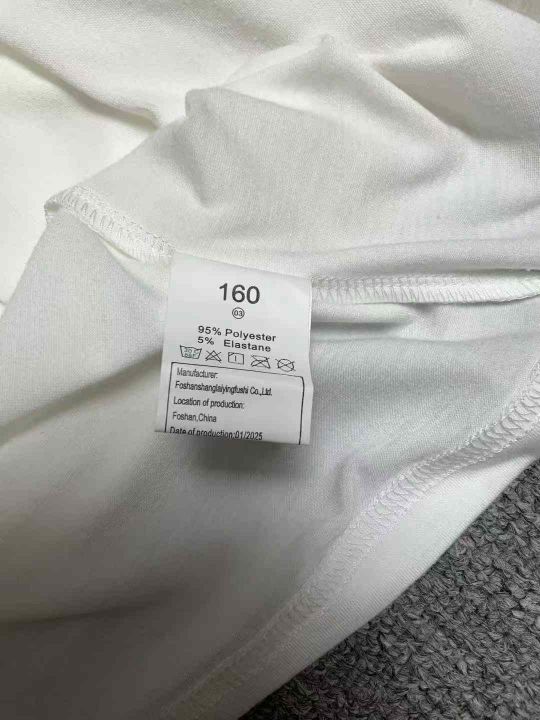 160
03
95% Polyester
5% Elastane
Manufacturer:
Foshanshanglaiyingfushi Co.,Ltd.
Location of production:
Foshan,China
Date of production:01/2025